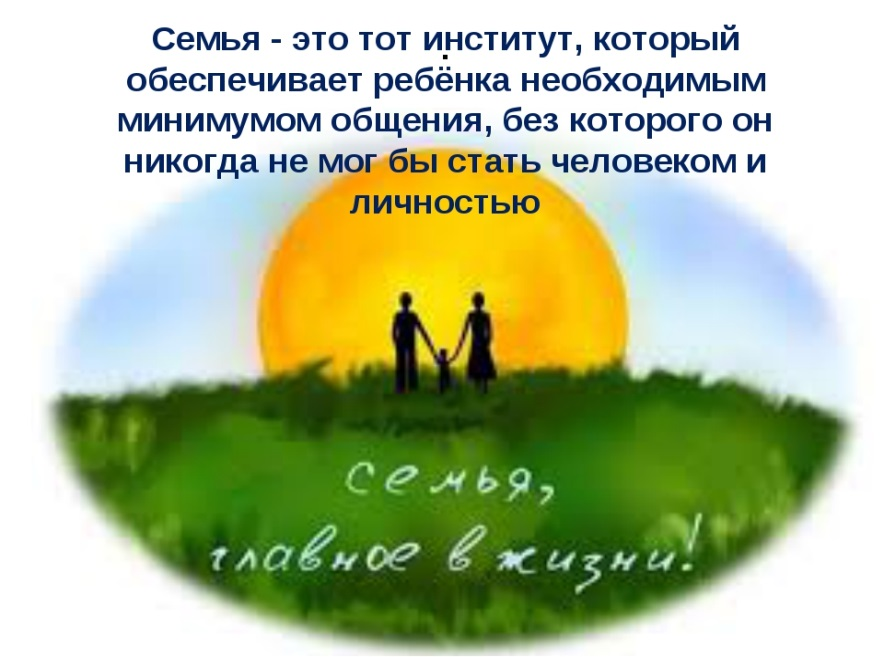 Семья - это тот институт, который
обеспечивает ребёнка необходимым
минимумом общения, без которого он
никогда не мог бы стать человеком и
личностью
семья,
главное в жизни!